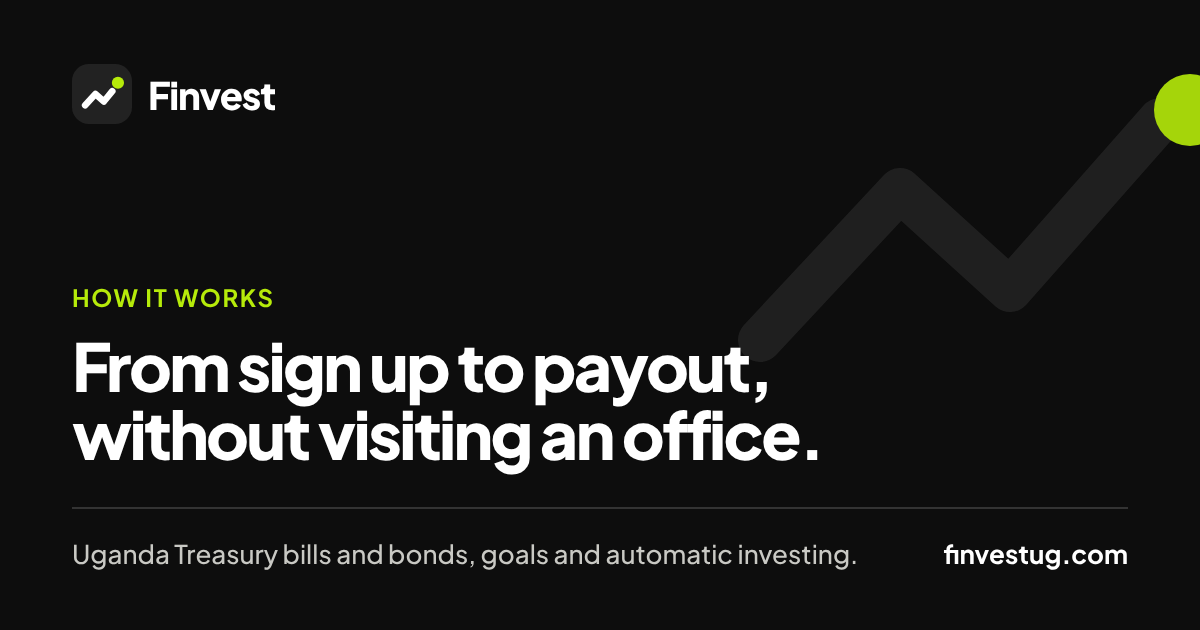 Finvest
HOW IT WORKS
From sign up to payout,
without visiting an office.
Uganda Treasury bills and bonds, goals and automatic investing.
finvestug.com